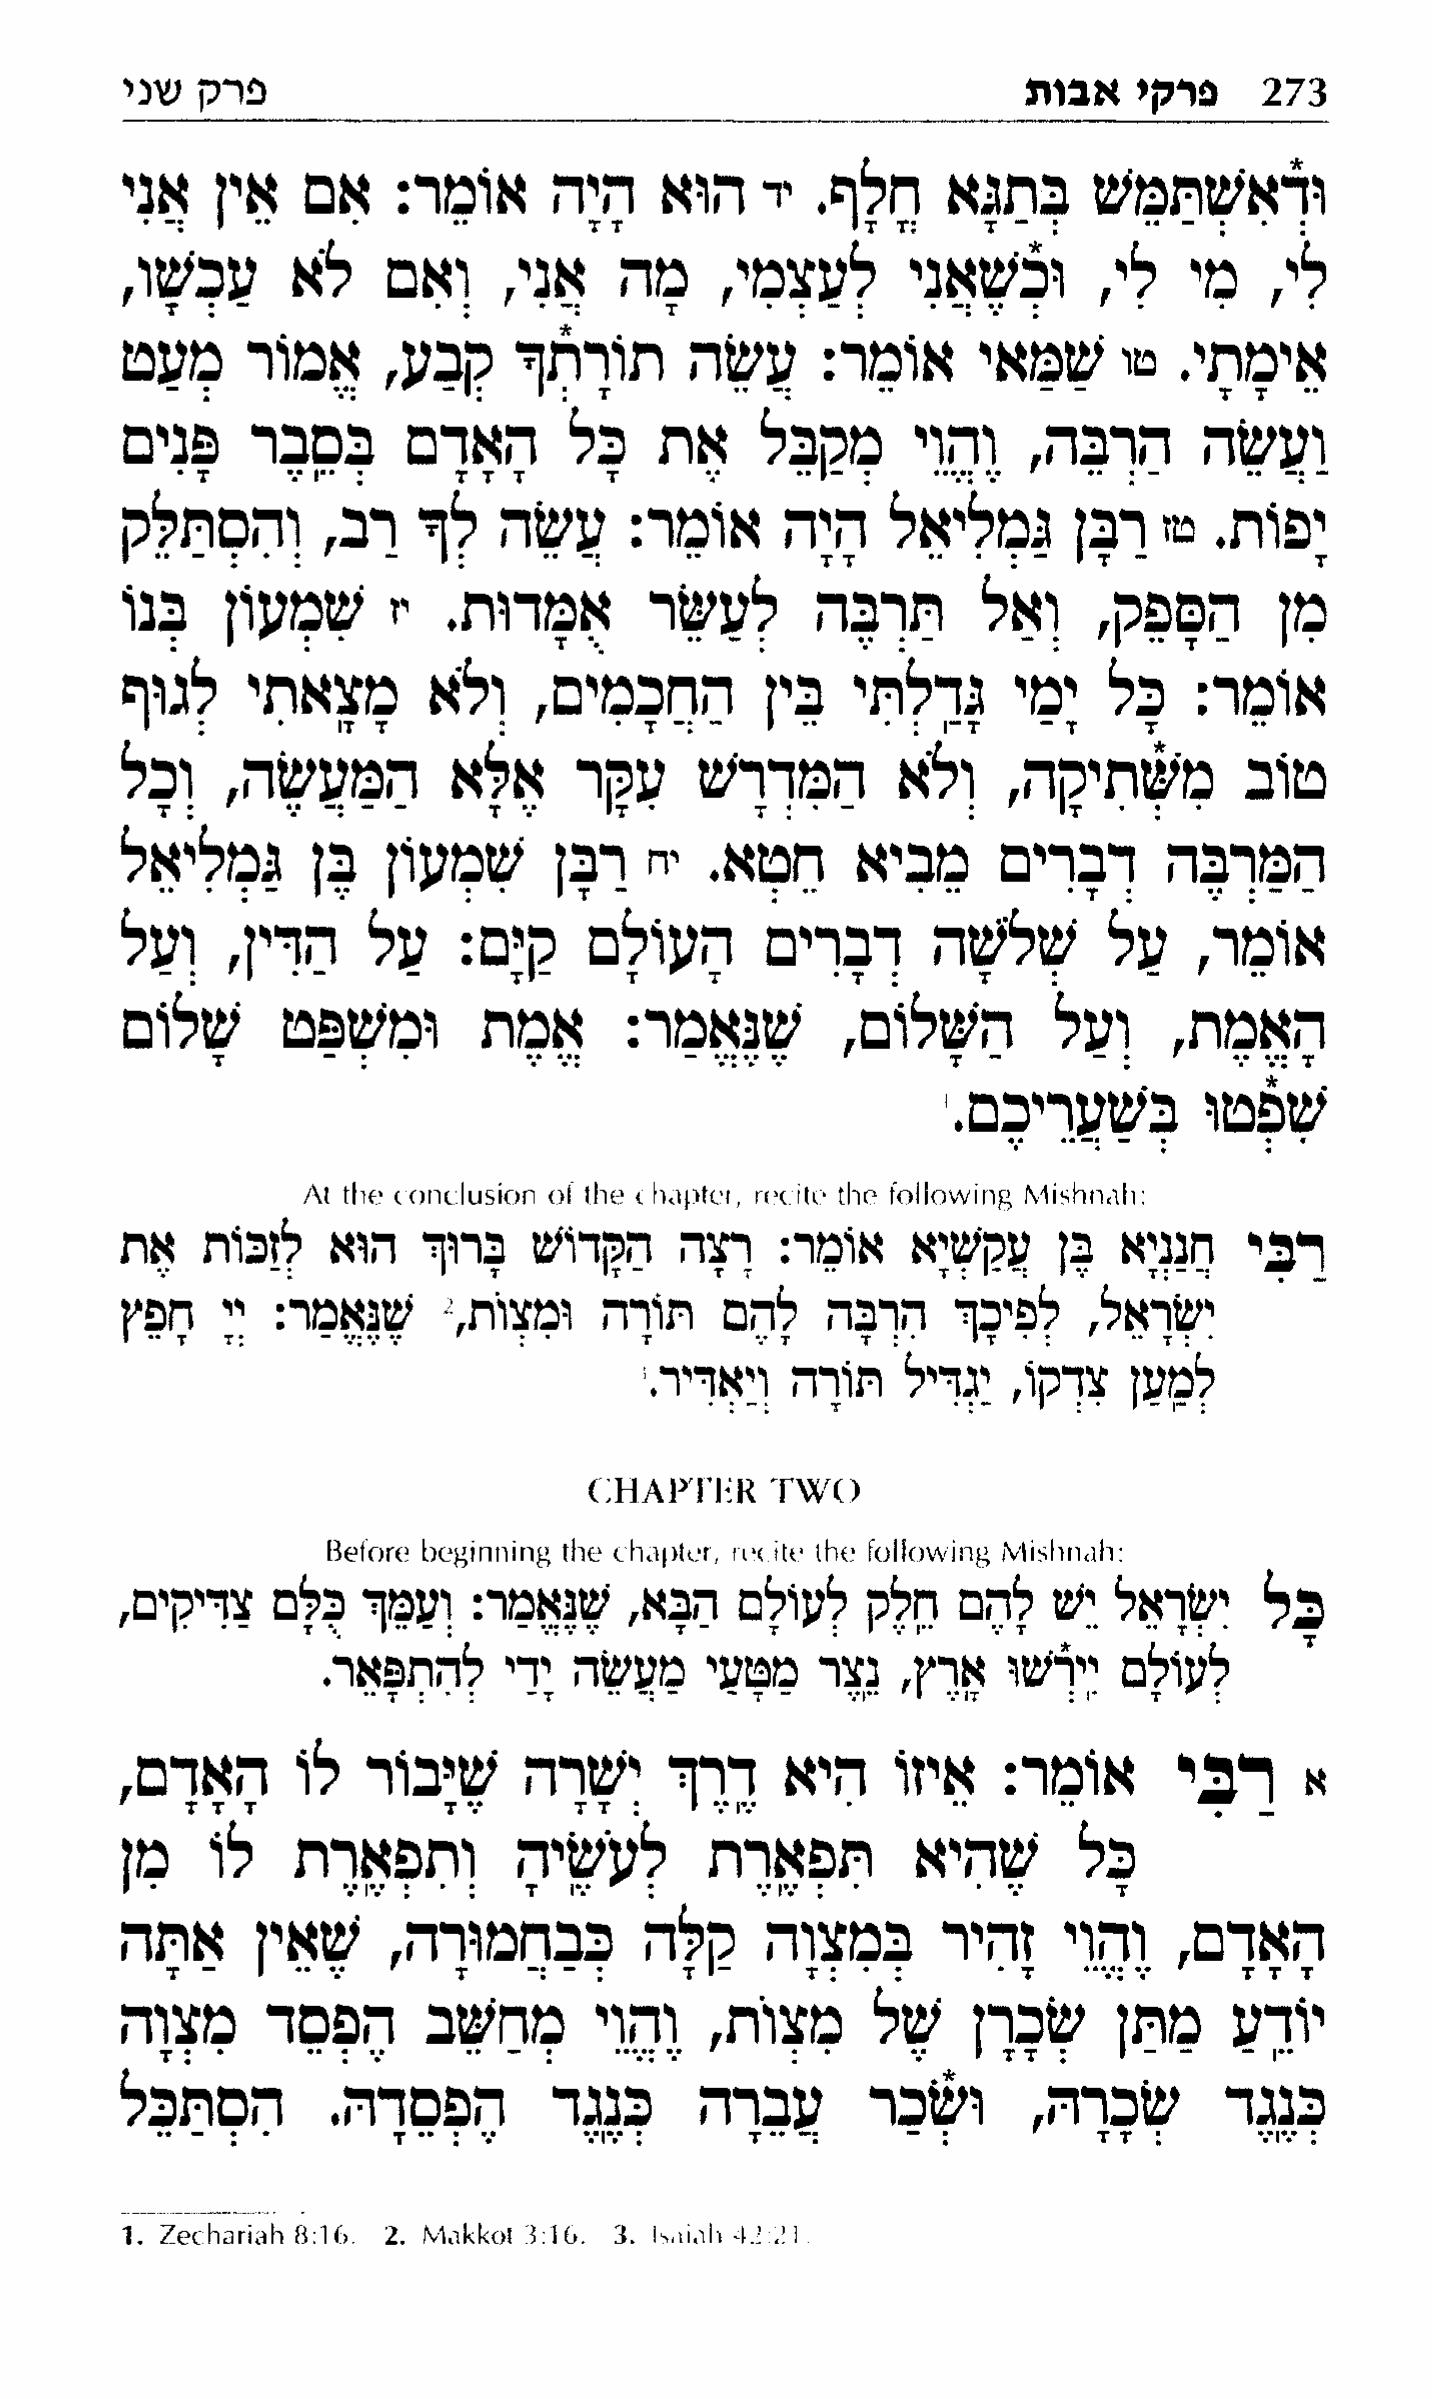 273 פרקי אבות פרק שני
וּדְאִשְׁתַּמֵּשׁ* בְּתַגָּא חֳלָף. יד הוּא הָיָה אוֹמֵר: אִם אֵין אֲנִי
לִי, מִי לִי, וּכְשֶׁאֲנִי* לְעַצְמִי, מָה אֲנִי, וְאִם לֹא עַכְשָׁו,
אֵימָתָי. טו שַׁמַּאי אוֹמֵר: עֲשֵׂה תוֹרָתְךָ* קְבַע, אֱמוֹר מְעַט
וַעֲשֵׂה הַרְבֵּה, וֶהֱוֵי מְקַבֵּל אֶת כָּל הָאָדָם בְּסֵבֶר פָּנִים
יָפוֹת. טז רַבָּן גַּמְלִיאֵל הָיָה אוֹמֵר: עֲשֵׂה לְךָ רַב, וְהִסְתַּלֵּק
מִן הַסָּפֵק, וְאַל תַּרְבֶּה לְעַשֵּׂר אֻמָּדוּת. יז שִׁמְעוֹן בְּנוֹ
אוֹמֵר: כָּל יָמַי גָּדַלְתִּי בֵּין הַחֲכָמִים, וְלֹא מָצָאתִי לְגוּף
טוֹב מִשְּׁתִיקָה*, וְלֹא הַמִּדְרָשׁ עִקָּר אֶלָּא הַמַּעֲשֶׂה, וְכָל
הַמַּרְבֶּה דְבָרִים מֵבִיא חֵטְא. יח רַבָּן שִׁמְעוֹן בֶּן גַּמְלִיאֵל
אוֹמֵר, עַל שְׁלֹשָׁה דְבָרִים הָעוֹלָם קַיָּם: עַל הַדִּין, וְעַל
הָאֱמֶת, וְעַל הַשָּׁלוֹם, שֶׁנֶּאֱמַר: אֱמֶת וּמִשְׁפַּט שָׁלוֹם
שִׁפְטוּ* בְּשַׁעֲרֵיכֶם.¹
At the conclusion of the chapter, recite the following Mishnah:
רַבִּי חֲנַנְיָא בֶּן עֲקַשְׁיָא אוֹמֵר: רָצָה הַקָּדוֹשׁ בָּרוּךְ הוּא לְזַכּוֹת אֶת
יִשְׂרָאֵל, לְפִיכָךְ הִרְבָּה לָהֶם תּוֹרָה וּמִצְוֹת,² שֶׁנֶּאֱמַר: יְיָ חָפֵץ
לְמַעַן צִדְקוֹ, יַגְדִּיל תּוֹרָה וְיַאְדִּיר.³
CHAPTER TWO
Before beginning the chapter, recite the following Mishnah:
כָּל יִשְׂרָאֵל יֵשׁ לָהֶם חֵלֶק לְעוֹלָם הַבָּא, שֶׁנֶּאֱמַר: וְעַמֵּךְ כֻּלָּם צַדִּיקִים,
לְעוֹלָם יִירְשׁוּ* אָרֶץ, נֵצֶר מַטָּעַי מַעֲשֵׂה יָדַי לְהִתְפָּאֵר.
א רַבִּי אוֹמֵר: אֵיזוֹ הִיא דֶרֶךְ יְשָׁרָה שֶׁיָּבוֹר לוֹ הָאָדָם,
כָּל שֶׁהִיא תִּפְאֶרֶת לְעֹשֶׂיהָ וְתִפְאֶרֶת לוֹ מִן
הָאָדָם, וֶהֱוֵי זָהִיר בְּמִצְוָה קַלָּה כְּבַחֲמוּרָה, שֶׁאֵין אַתָּה
יוֹדֵעַ מַתַּן שְׂכָרָן שֶׁל מִצְוֹת, וֶהֱוֵי מְחַשֵּׁב הֶפְסֵד מִצְוָה
כְּנֶגֶד שְׂכָרָהּ, וּשְׂכַר* עֲבֵרָה כְּנֶגֶד הֶפְסֵדָהּ. הִסְתַּכֵּל
1. Zechariah 8:16. 2. Makkot 3:16. 3. Isaiah 42:21.